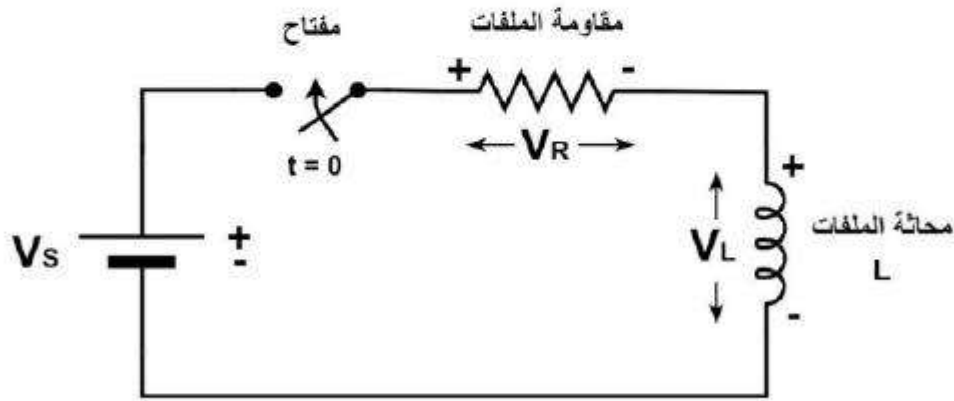 مفتاح
مقاومة الملفات
+ -
t = 0
VR
+
VS
+
-
VL
محاثة الملفات
L
-